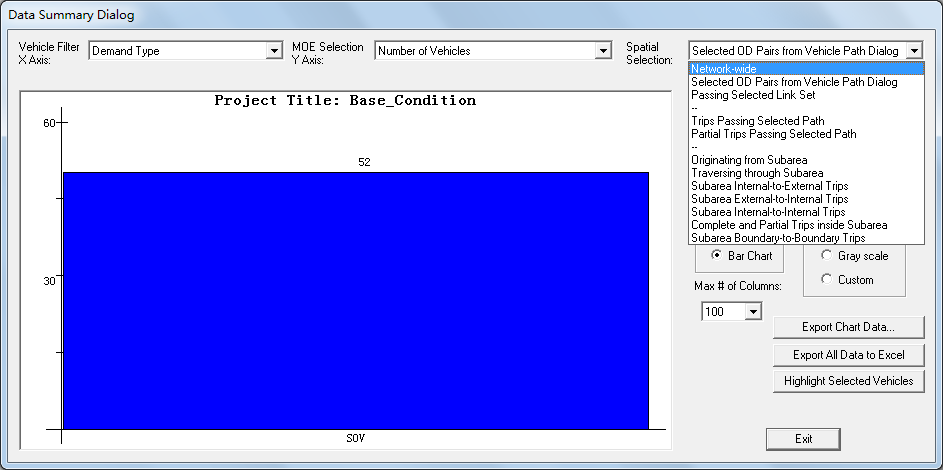 Data Summary Dialog
Vehicle Filter
X Axis:
Demand Type
MOE Selection
Y Axis:
Number of Vehicles
Spatial
Selection:
Selected OD Pairs from Vehicle Path Dialog
Network-wide
Selected OD Pairs from Vehicle Path Dialog
Passing Selected Link Set
--
Trips Passing Selected Path
Partial Trips Passing Selected Path
--
Originating from Subarea
Traversing through Subarea
Subarea Internal-to-External Trips
Subarea External-to-Internal Trips
Subarea Internal-to-Internal Trips
Complete and Partial Trips inside Subarea
Subarea Boundary-to-Boundary Trips
Project Title: Base_Condition
60
52
30
SOV
Bar Chart
Gray scale
Custom
Max # of Columns:
100
Export Chart Data...
Export All Data to Excel
Highlight Selected Vehicles
Exit